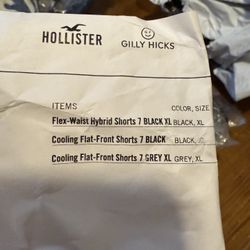 HOLLISTER GILLY HICKS
ITEMS COLOR, SIZE
Flex-Waist Hybrid Shorts 7 BLACK XL BLACK, XL
Cooling Flat-Front Shorts 7 BLACK BLACK,
Cooling Flat-Front Shorts 7 GREY XL GREY, XL